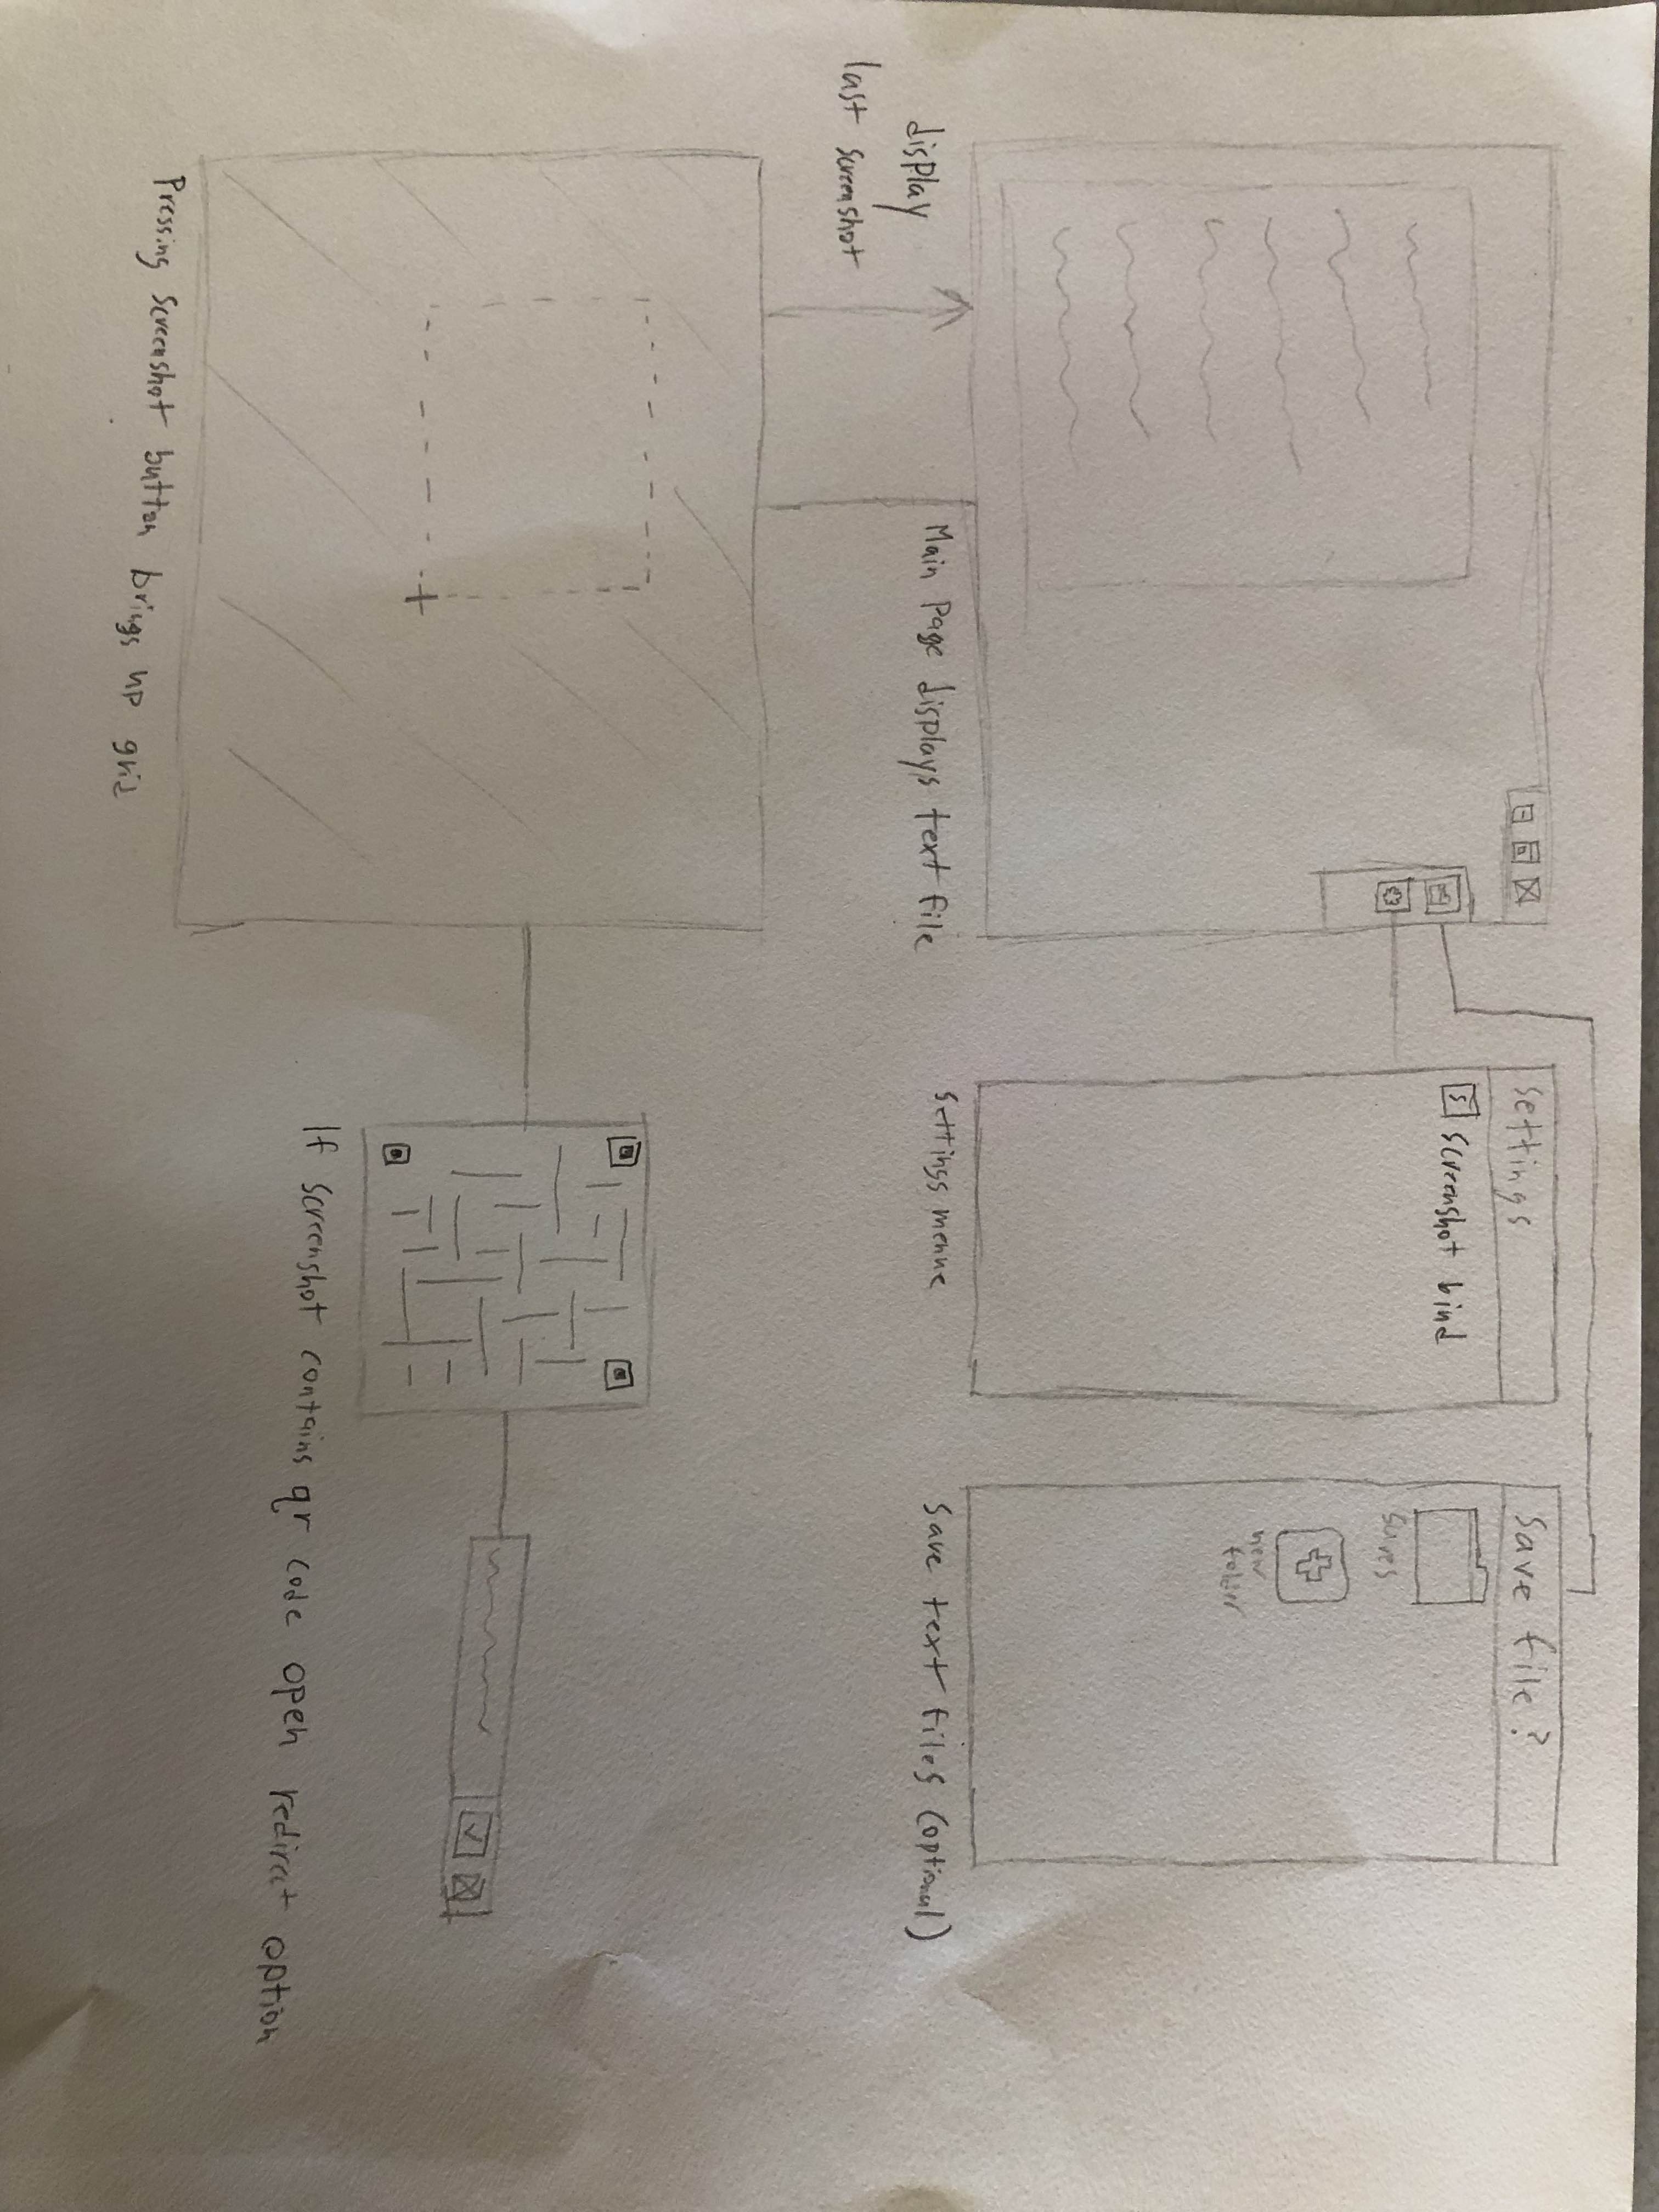 Settings
S Screenshot bind
Save file?
Saves
new
folder
Main Page displays text file
Settings menue
Save text files (optional)
display
last screenshot
Pressing screenshot button brings up grid
If screenshot contains qr code open redirect option